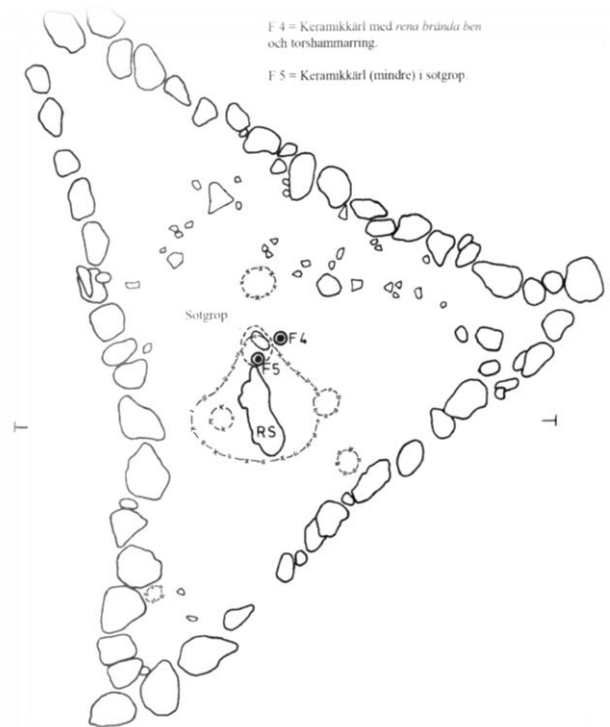 F 4 = Keramikkärl med rena brända ben
och torshammarring.
F 5 = Keramikkärl (mindre) i sotgrop.
Sotgrop
F4
F5
RS